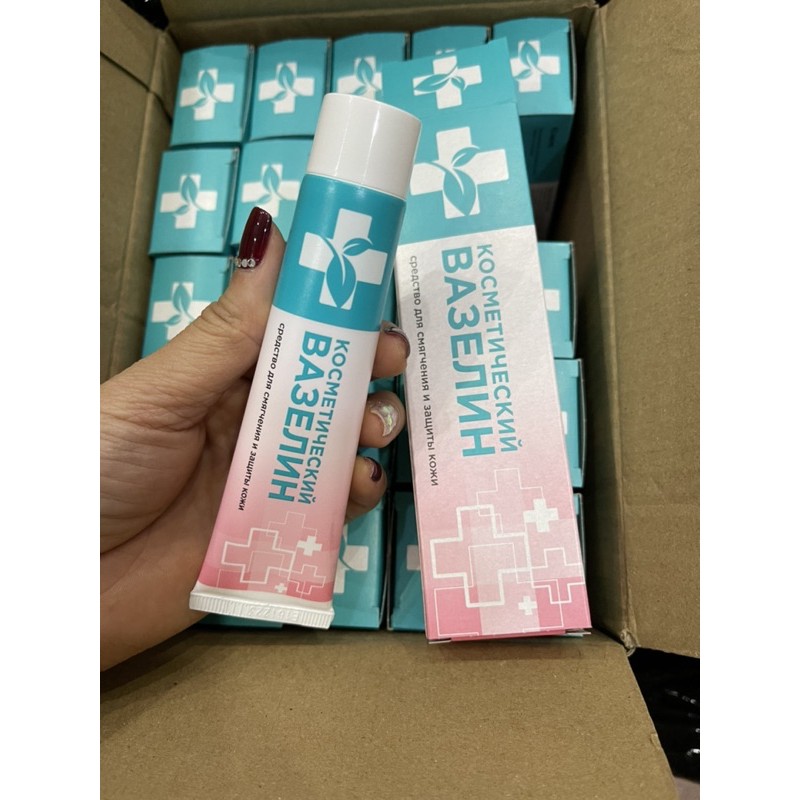 КОСМЕТИЧЕСКИЙ
ВАЗЕЛИН
средство для смягчения и защиты кожи
КОСМЕТИЧЕСКИЙ
ВАЗЕЛИН
средство для смягчения и защиты кожи